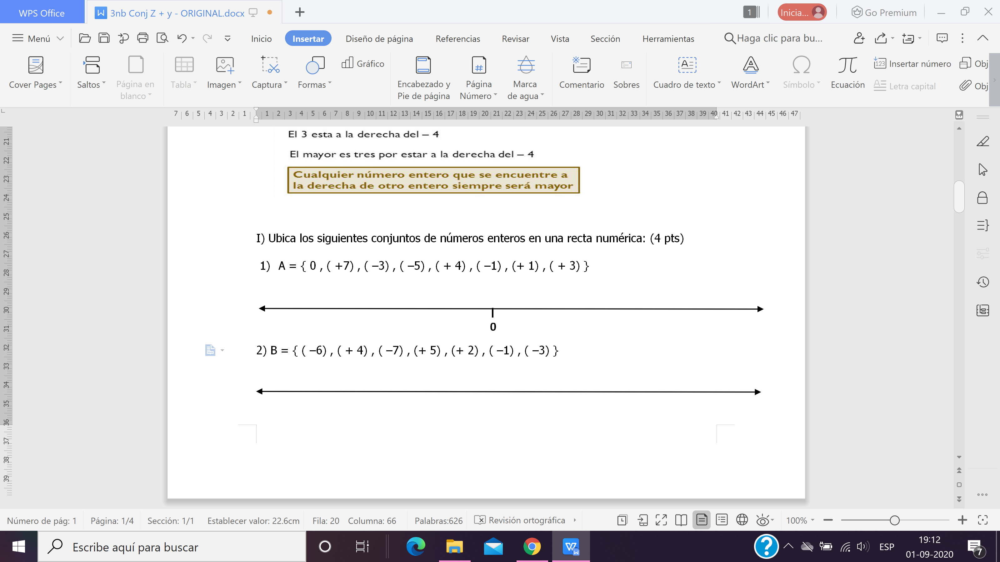 WPS Office
3nb Conj Z + y - ORIGINAL.docx
1
Inicia...
Go Premium
Menú
Inicio
Insertar
Diseño de página
Referencias
Revisar
Vista
Sección
Herramientas
Haga clic para bu...
Cover Pages
Saltos
Página en
blanco
Tabla
Imagen
Captura
Formas
Gráfico
Encabezado y
Pie de página
Página
Número
Marca
de agua
Comentario
Sobres
Cuadro de texto
WordArt
Símbolo
Ecuación
Insertar número
Letra capital
Obj
Obj
7 6 5 4 3 2 1 1 2 3 4 5 6 7 8 9 10 11 12 13 14 15 16 17 18 19 20 21 22 23 24 25 26 27 28 29 30 31 32 33 34 35 36 37 38 39 40 41 42 43 44 45 46 47
21
22
23
24
25
26
27
28
29
30
31
32
33
34
35
36
37
38
39
El 3 esta a la derecha del – 4
El mayor es tres por estar a la derecha del – 4
Cualquier número entero que se encuentre a
la derecha de otro entero siempre será mayor
I) Ubica los siguientes conjuntos de números enteros en una recta numérica: (4 pts)
1) A = { 0 , ( +7) , ( –3) , ( –5) , ( + 4) , ( –1) , (+ 1) , ( + 3) }
0
2) B = { ( –6) , ( + 4) , ( –7) , (+ 5) , (+ 2) , ( –1) , ( –3) }
Número de pág: 1
Página: 1/4
Sección: 1/1
Establecer valor: 22.6cm
Fila: 20
Columna: 66
Palabras:626
Revisión ortográfica
100%
Escribe aquí para buscar
ESP
19:12
01-09-2020
7